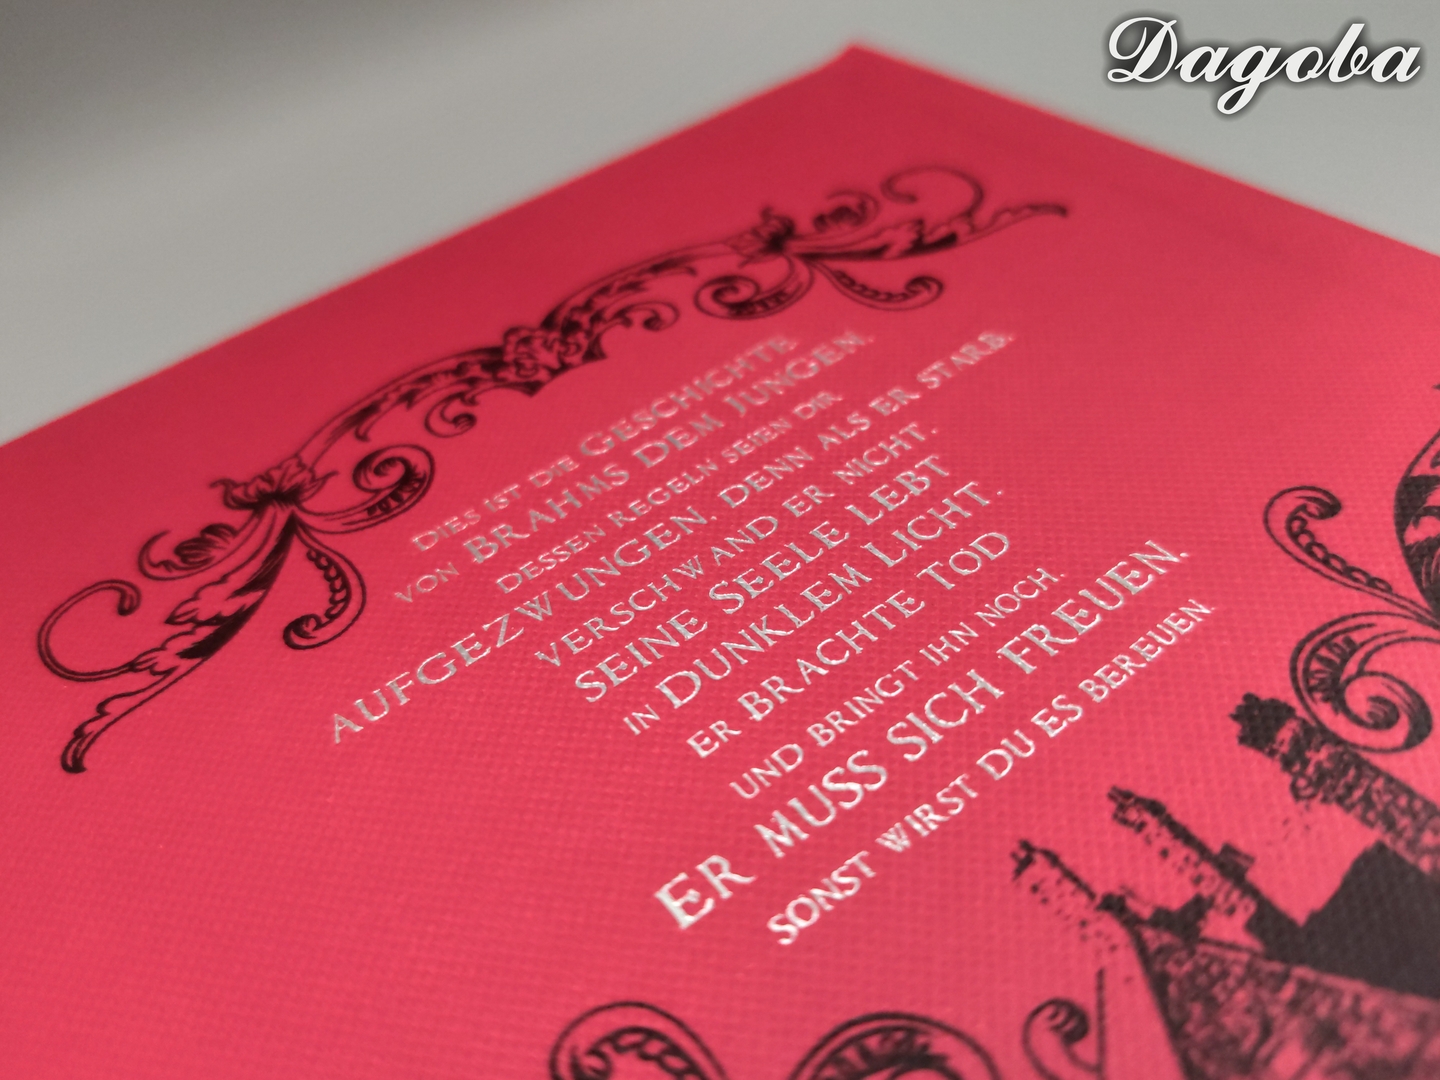 Dagoba
DIES IST DIE GESCHICHTE
VON BRAHMS DEM JUNGEN.
DESSEN REGELN SEIEN DIR
AUFGEZWUNGEN, DENN ALS ER STARB,
VERSCHWAND ER NICHT.
SEINE SEELE LEBT
IN DUNKLEM LICHT.
ER BRACHTE TOD
UND BRINGT IHN NOCH.
ER MUSS SICH FREUEN,
SONST WIRST DU ES BEREUEN.